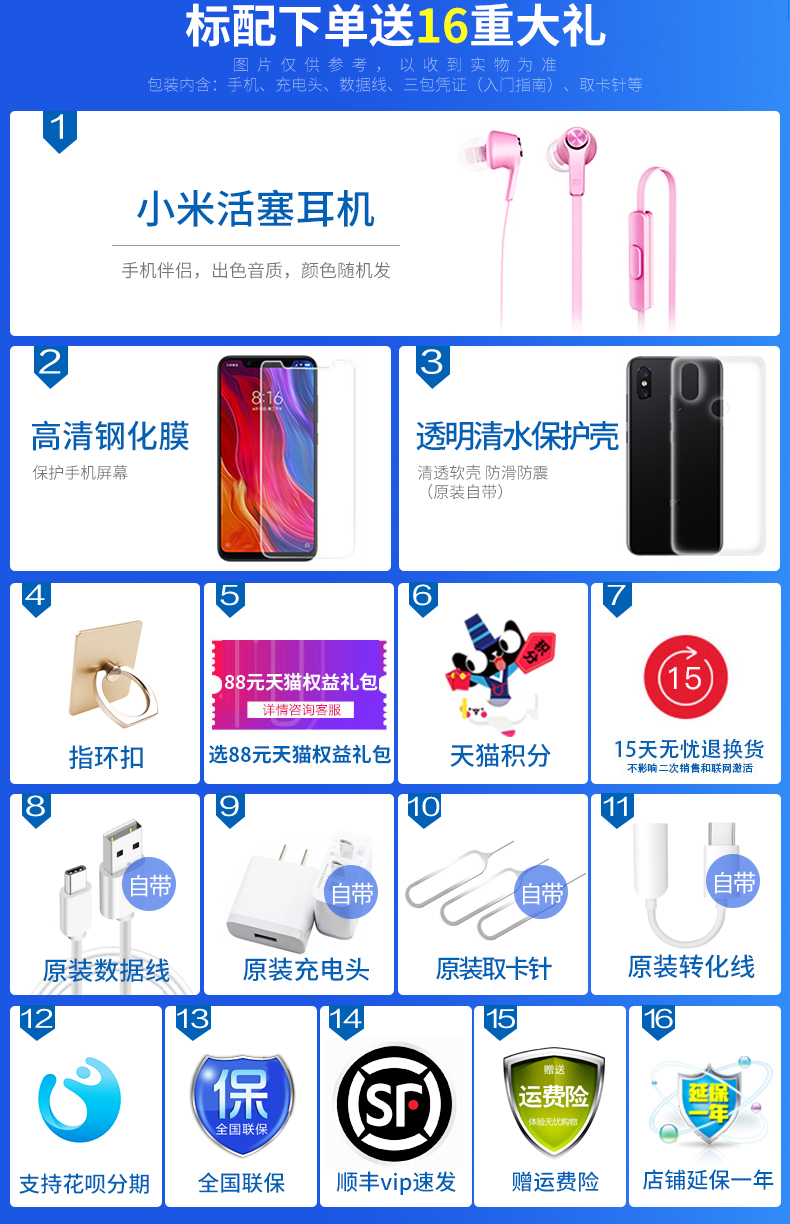 标配下单送16重大礼
图片仅供参考，以收到实物为准
包装内含：手机、充电头、数据线、三包凭证（入门指南）、取卡针等
1
小米活塞耳机
手机伴侣，出色音质，颜色随机发
2
高清钢化膜
保护手机屏幕
8:16
3
透明清水保护壳
清透软壳 防滑防震
（原装自带）
4
指环扣
5
88元天猫权益礼包
详情咨询客服
选88元天猫权益礼包
6
积分
天猫积分
7
15
15天无忧退换货
不影响二次销售和联网激活
8
自带
原装数据线
9
自带
原装充电头
10
自带
原装取卡针
11
自带
原装转化线
12
支持花呗分期
13
保
全国联保
全国联保
14
SF
顺丰vip速发
15
赠送
运费险
体验无忧购物
赠运费险
16
延保
一年
店铺延保一年